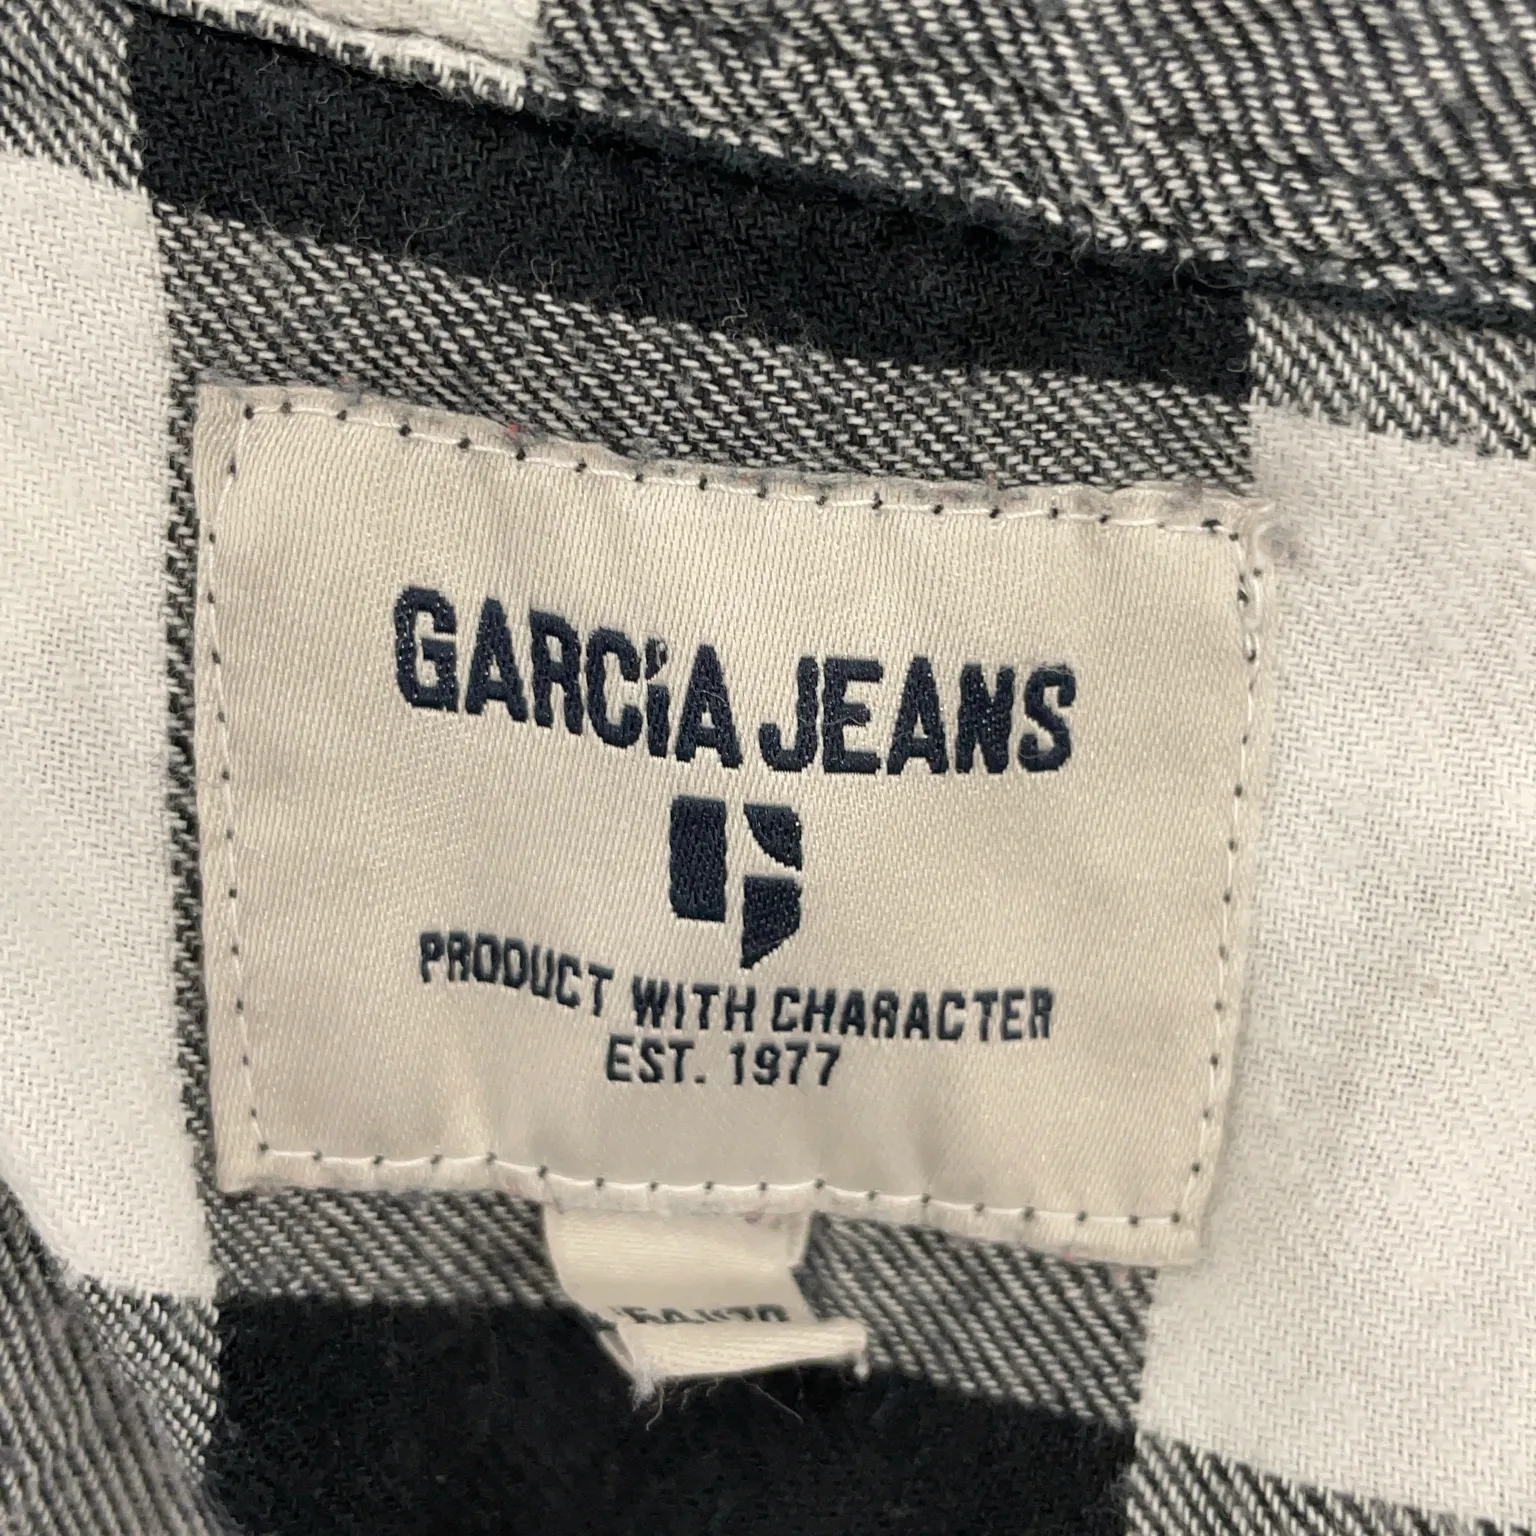 GARCiA JEANS
PRODUCT WITH CHARACTER
EST. 1977